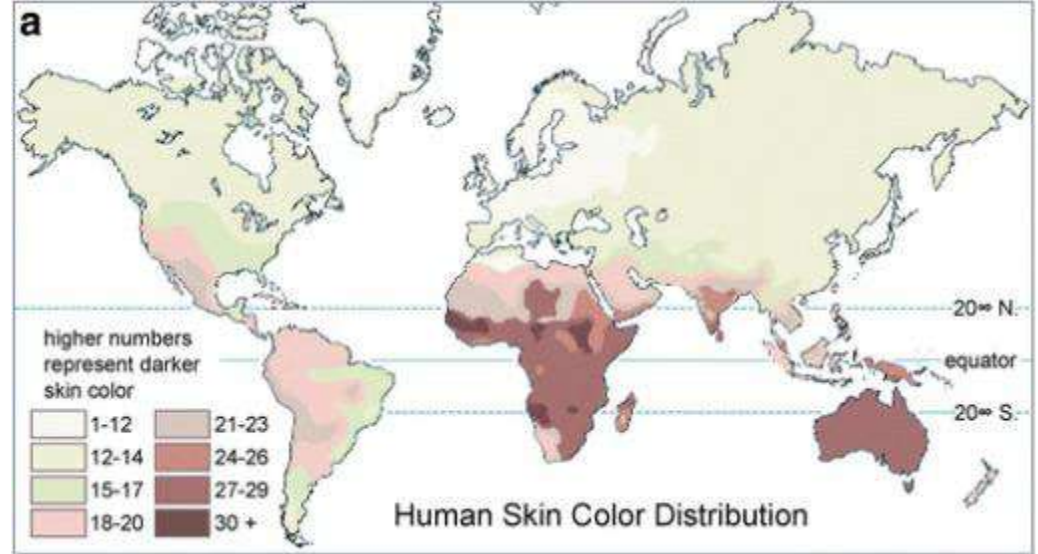 a
20∞ N.
equator
20∞ S.
higher numbers
represent darker
skin color
1-12
12-14
15-17
18-20
21-23
24-26
27-29
30 +
Human Skin Color Distribution